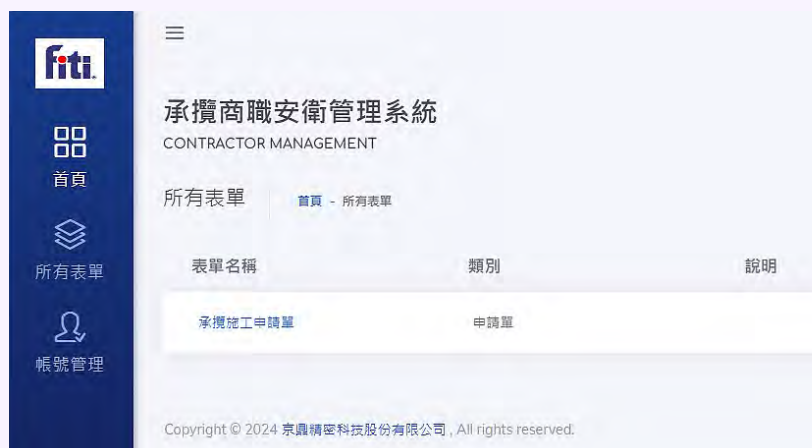 fiti.
首頁
所有表單
帳號管理
承攬商職安衛管理系統
CONTRACTOR MANAGEMENT
所有表單 首頁 - 所有表單
表單名稱 類別 說明
承攬施工申請單 申請單
Copyright © 2024 京鼎精密科技股份有限公司 , All rights reserved.